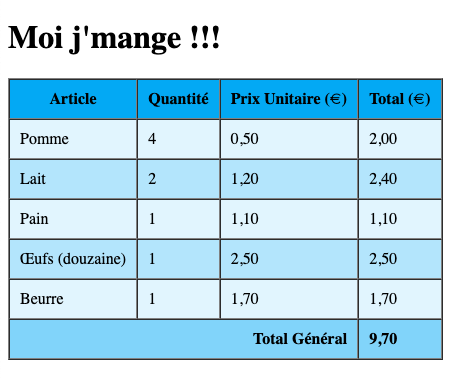 Moi j'mange !!!
Article Quantité Prix Unitaire (€) Total (€)
Pomme 4 0,50 2,00
Lait 2 1,20 2,40
Pain 1 1,10 1,10
Œufs (douzaine) 1 2,50 2,50
Beurre 1 1,70 1,70
Total Général 9,70